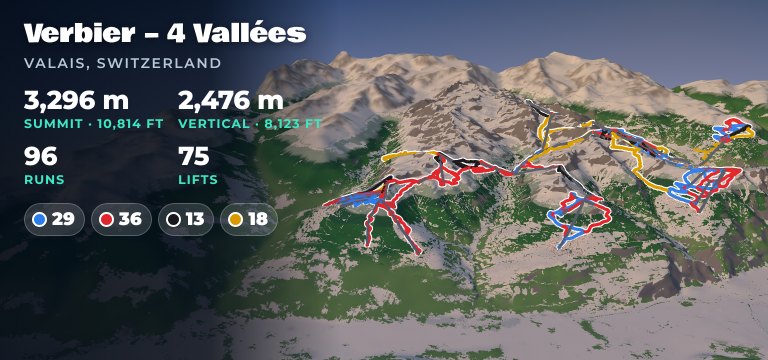 Verbier – 4 Vallées
VALAIS, SWITZERLAND
3,296 m 2,476 m
SUMMIT · 10,814 FT VERTICAL · 8,123 FT
96 75
RUNS LIFTS
29 36 13 18